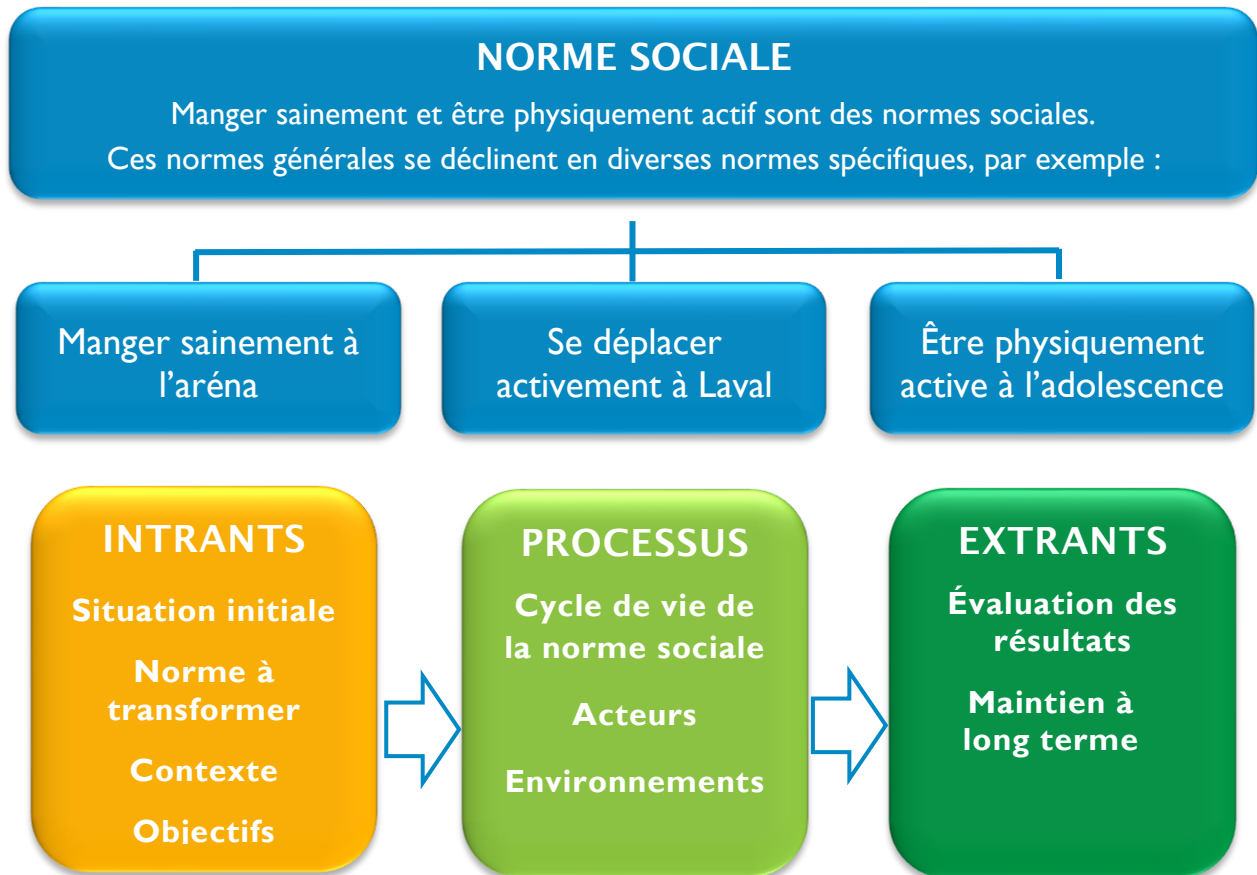 NORME SOCIALE
Manger sainement et être physiquement actif sont des normes sociales.
Ces normes générales se déclinent en diverses normes spécifiques, par exemple :
Manger sainement à
l’aréna
Se déplacer
activement à Laval
Être physiquement
active à l’adolescence
INTRANTS
Situation initiale
Norme à
transformer
Contexte
Objectifs
PROCESSUS
Cycle de vie de
la norme sociale
Acteurs
Environnements
EXTRANTS
Évaluation des
résultats
Maintien à
long terme